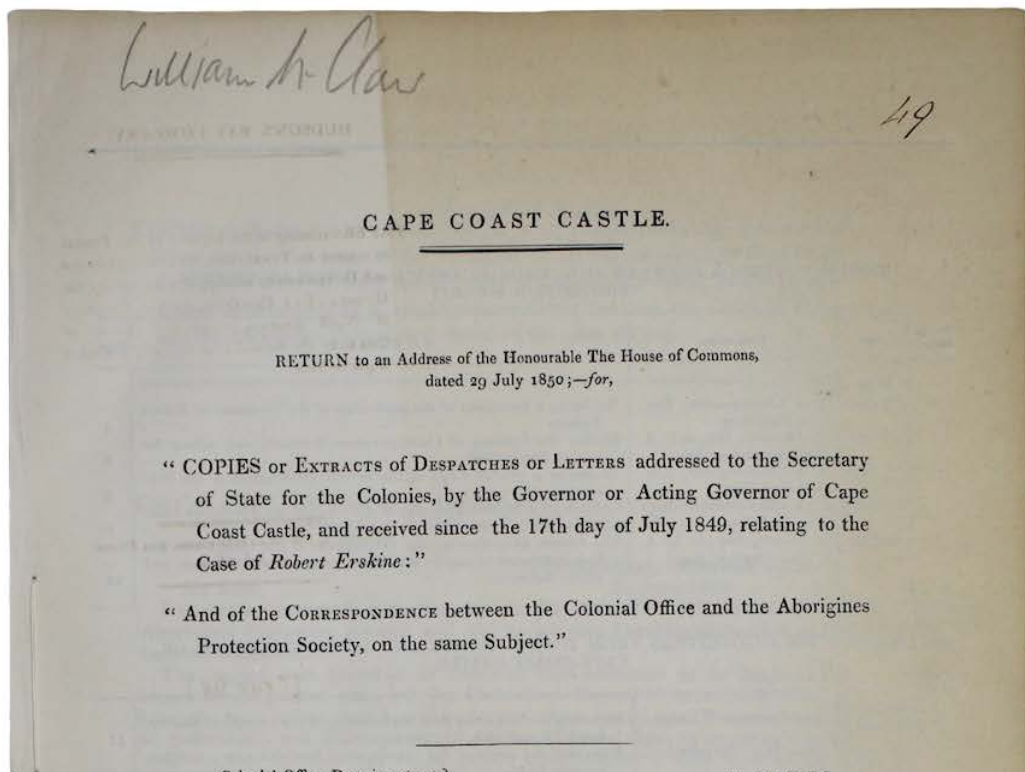 William
49
CAPE COAST CASTLE.
RETURN to an Address of the Honourable The House of Commons,
dated 29 July 1850;—for,
“ COPIES or EXTRACTS of DESPATCHES or LETTERS addressed to the Secretary
of State for the Colonies, by the Governor or Acting Governor of Cape
Coast Castle, and received since the 17th day of July 1849, relating to the
Case of Robert Erskine:”
“ And of the CORRESPONDENCE between the Colonial Office and the Aborigines
Protection Society, on the same Subject.”